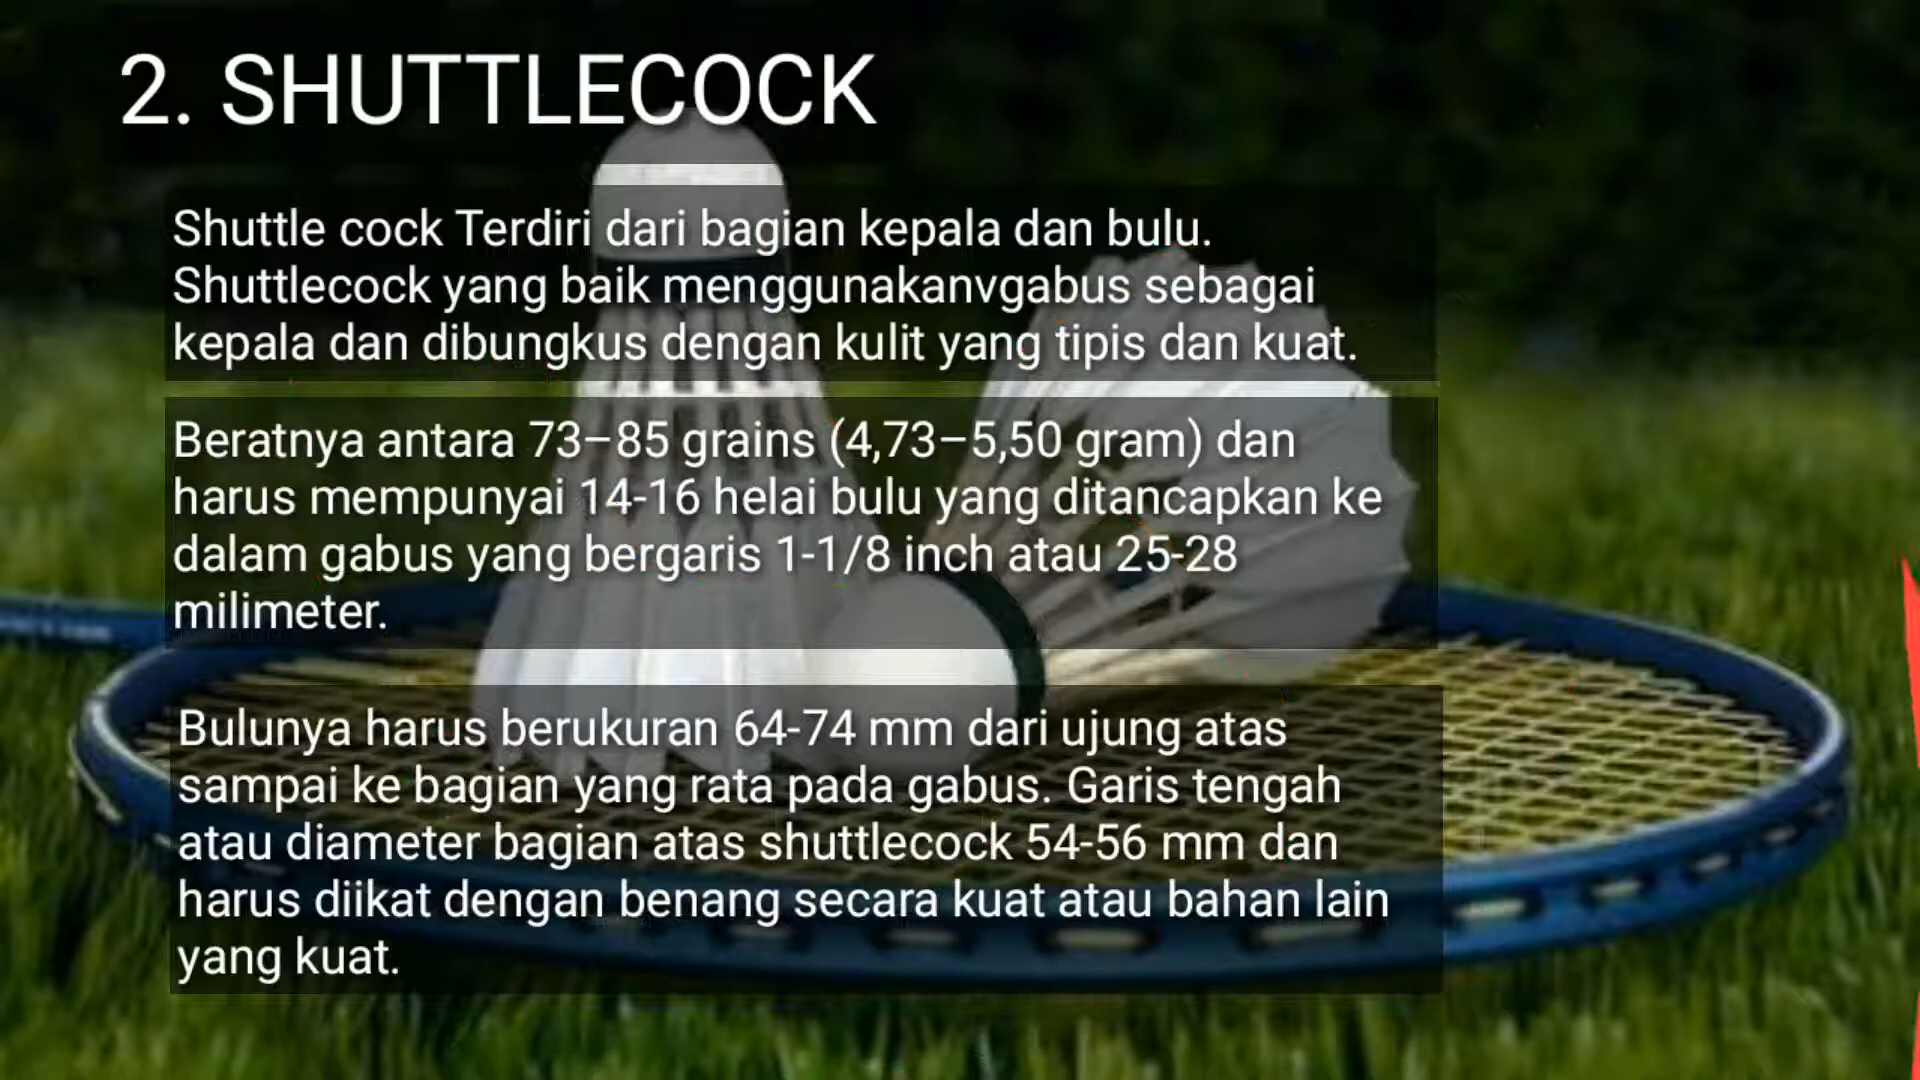 2. SHUTTLECOCK
Shuttle cock Terdiri dari bagian kepala dan bulu.
Shuttlecock yang baik menggunakanvgabus sebagai
kepala dan dibungkus dengan kulit yang tipis dan kuat.
Beratnya antara 73–85 grains (4,73–5,50 gram) dan
harus mempunyai 14-16 helai bulu yang ditancapkan ke
dalam gabus yang bergaris 1-1/8 inch atau 25-28
milimeter.
Bulunya harus berukuran 64-74 mm dari ujung atas
sampai ke bagian yang rata pada gabus. Garis tengah
atau diameter bagian atas shuttlecock 54-56 mm dan
harus diikat dengan benang secara kuat atau bahan lain
yang kuat.